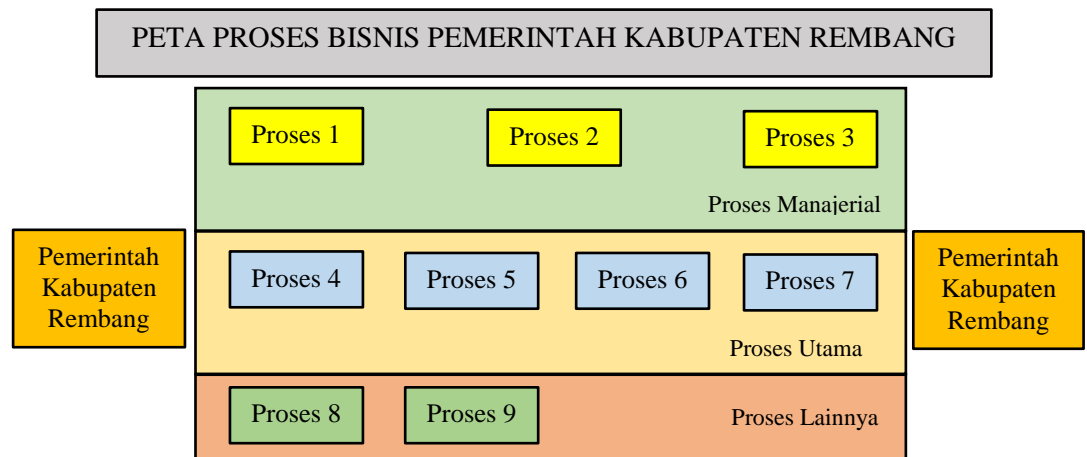 PETA PROSES BISNIS PEMERINTAH KABUPATEN REMBANG
Proses 1
Proses 2
Proses 3
Proses Manajerial
Pemerintah
Kabupaten
Rembang
Proses 4
Proses 5
Proses 6
Proses 7
Proses Utama
Pemerintah
Kabupaten
Rembang
Proses 8
Proses 9
Proses Lainnya